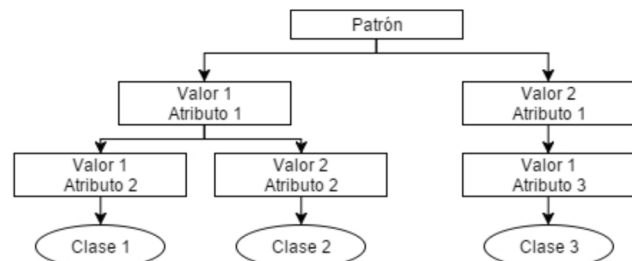 Patrón
Valor 1
Atributo 1
Valor 2
Atributo 1
Valor 1
Atributo 2
Valor 2
Atributo 2
Valor 1
Atributo 3
Clase 1
Clase 2
Clase 3